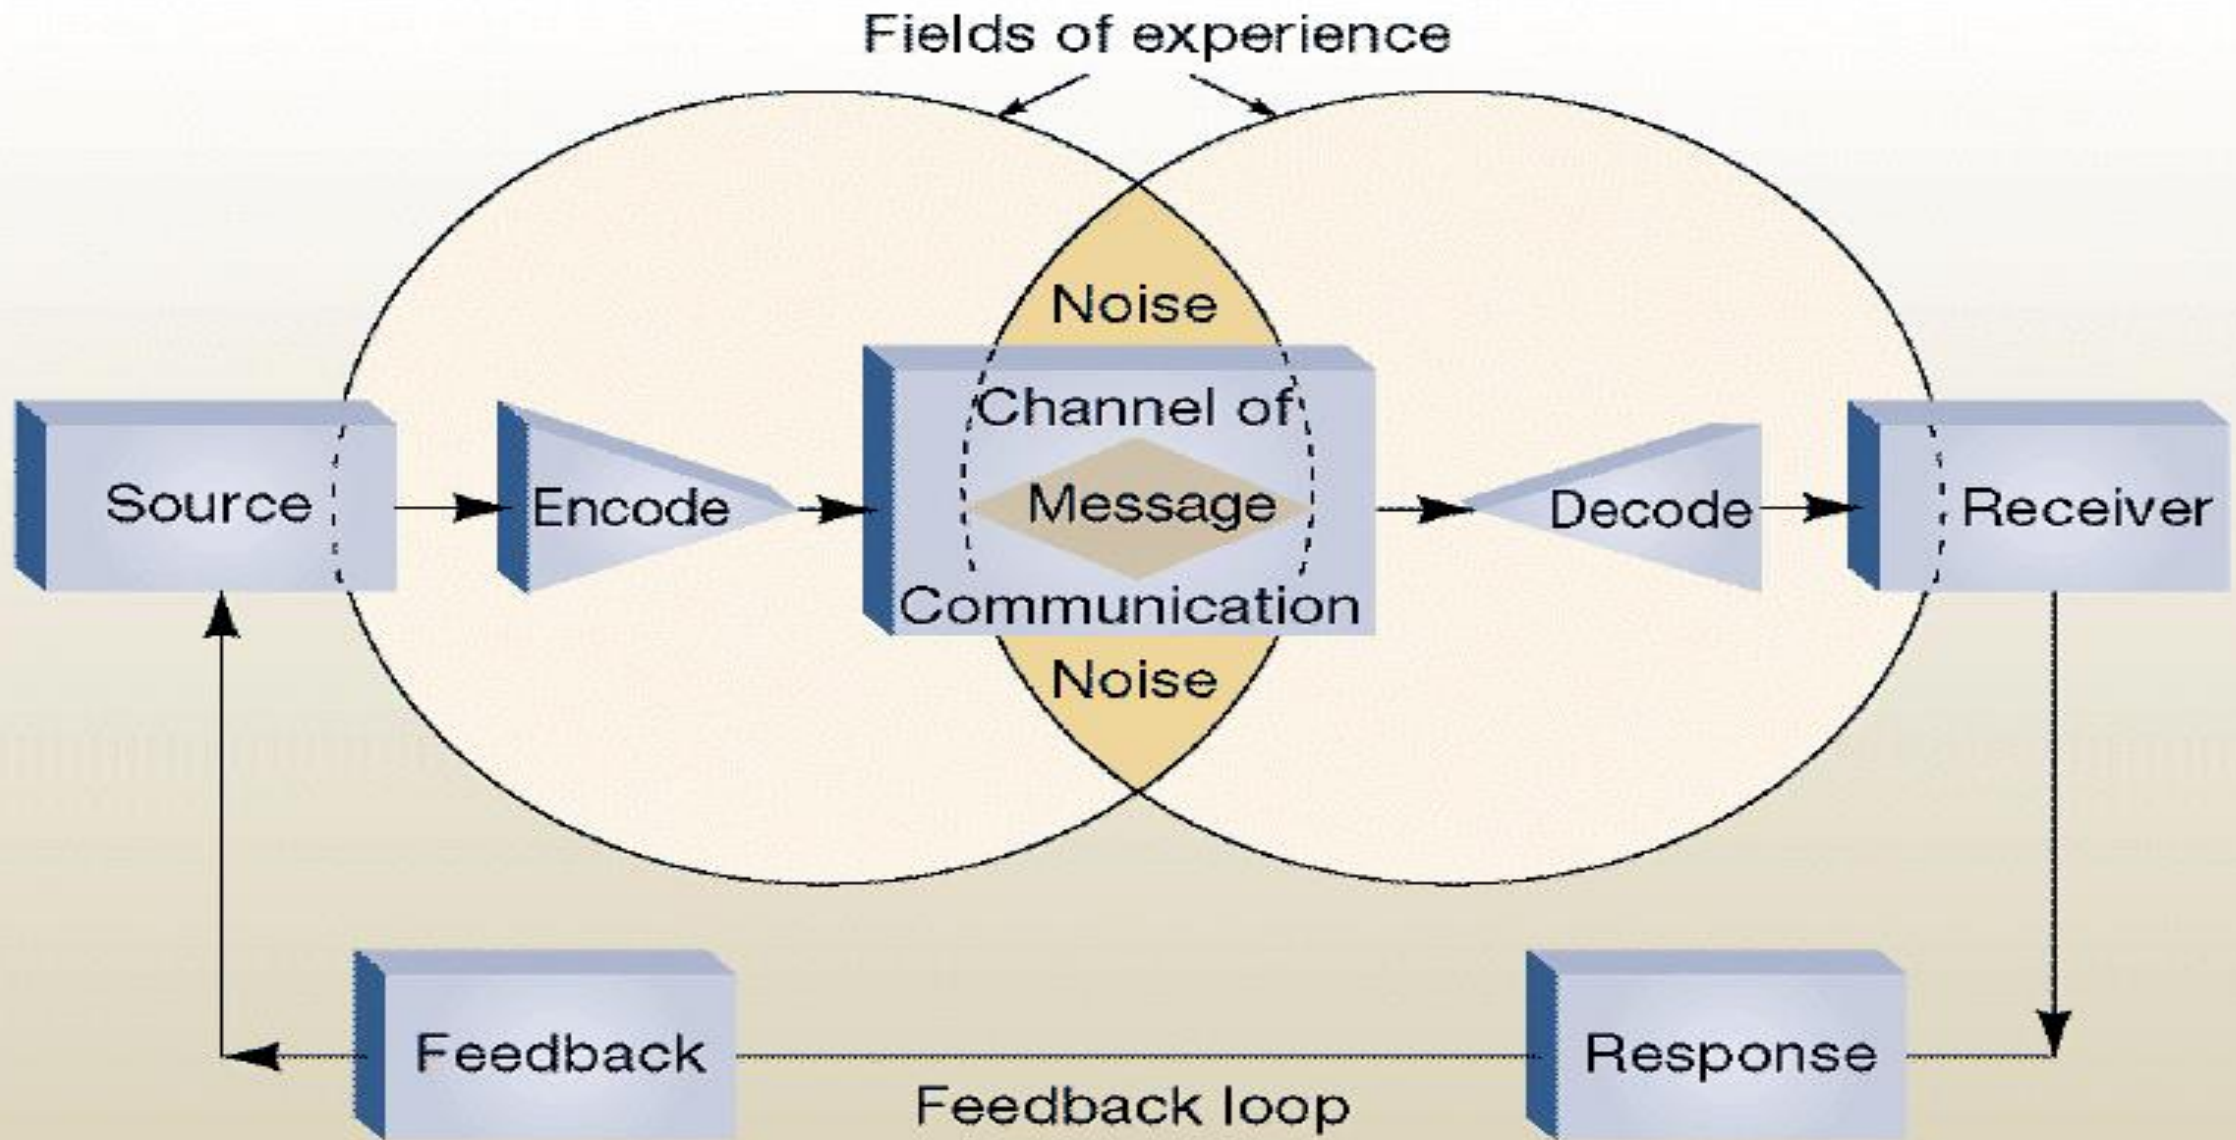 Fields of experience
Noise
Channel of
Source
Encode
Message
Decode
Receiver
Communication
Noise
Feedback
Response
Feedback loop